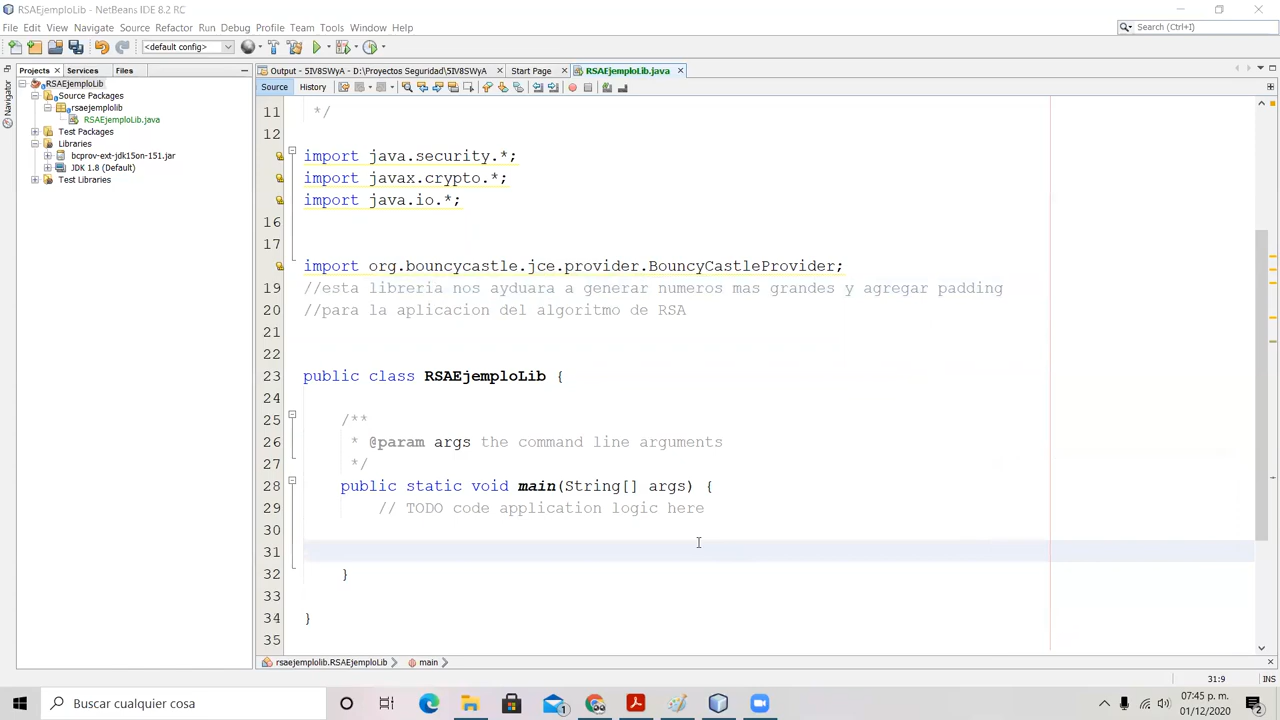 RSAEjemploLib - NetBeans IDE 8.2 RC
File Edit View Navigate Source Refactor Run Debug Profile Team Tools Window Help
Search (Ctrl+I)
<default config>
Projects Services Files
Output - 5IV8SWyA - D:\Proyectos Seguridad\5IV8SWyA Start Page RSAEjemploLib.java
Navigator
RSAEjemploLib
Source Packages
rsaejemplolib
RSAEjemploLib.java
Test Packages
Libraries
bcprov-ext-jdk15on-151.jar
JDK 1.8 (Default)
Test Libraries
Source History
11 */
12
import java.security.*;
import javax.crypto.*;
import java.io.*;
16
17
import org.bouncycastle.jce.provider.BouncyCastleProvider;
19 //esta libreria nos ayduara a generar numeros mas grandes y agregar padding
20 //para la aplicacion del algoritmo de RSA
21
22
23 public class RSAEjemploLib {
24
25 /**
26 * @param args the command line arguments
27 */
28 public static void main(String[] args) {
29 // TODO code application logic here
30
31
32 }
33
34 }
35
rsaejemplolib.RSAEjemploLib main
31:9 INS
Buscar cualquier cosa
1
07:45 p. m.
01/12/2020
2